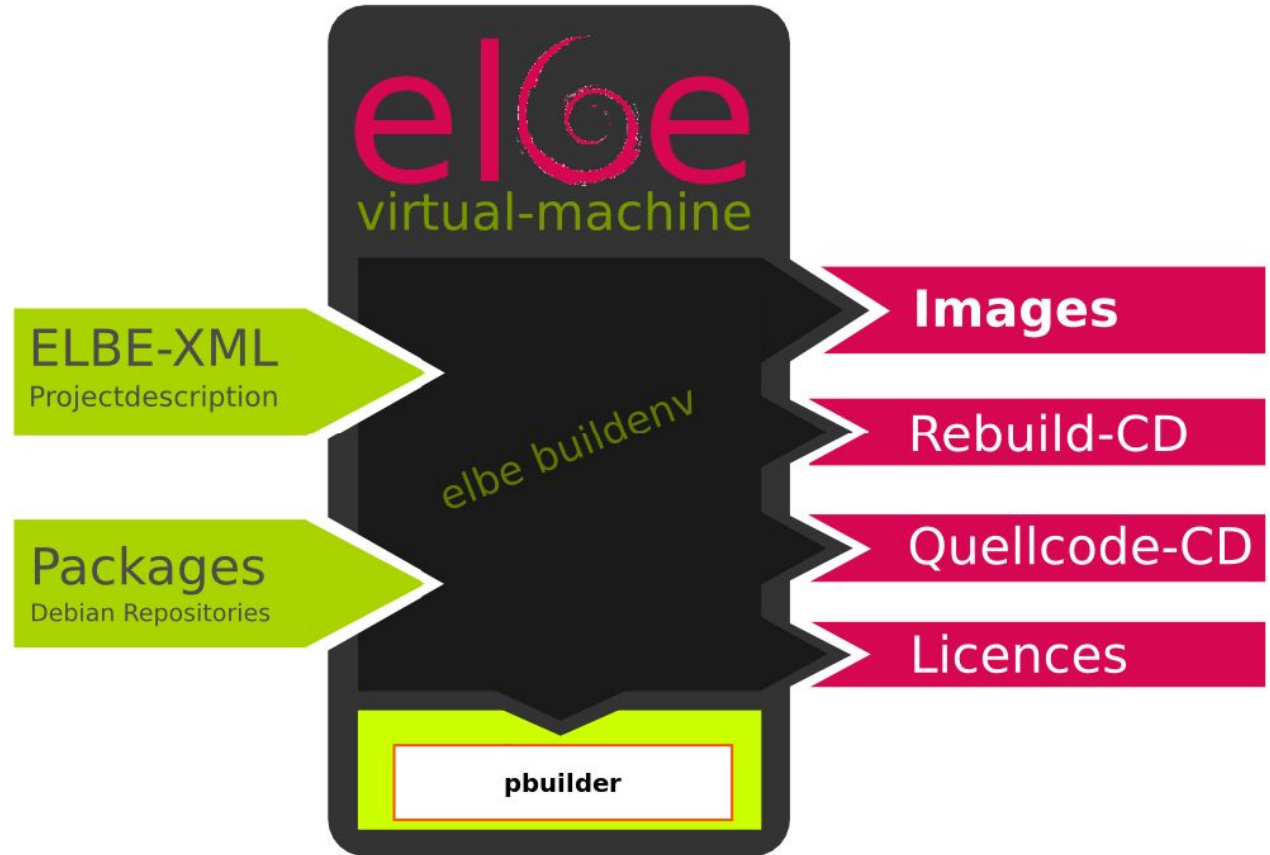 elbe
virtual-machine
ELBE-XML
Projectdescription
Packages
Debian Repositories
elbe buildenv
Images
Rebuild-CD
Quellcode-CD
Licences
pbuilder